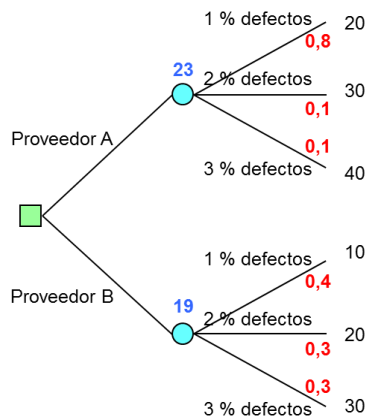 1 % defectos 20
0,8
23
2 % defectos 30
0,1
Proveedor A
0,1
3 % defectos 40
1 % defectos 10
0,4
Proveedor B
19
2 % defectos 20
0,3
0,3
3 % defectos 30